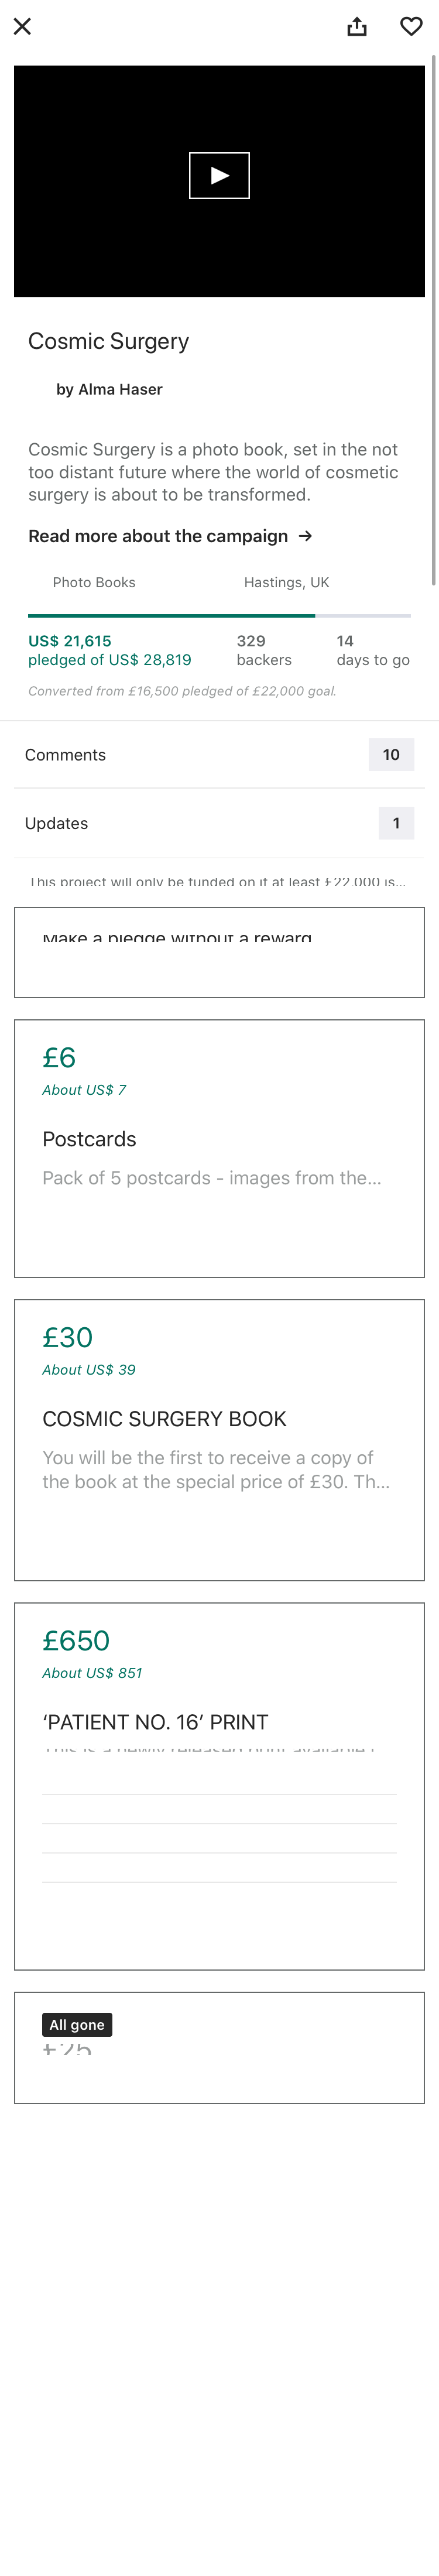 Cosmic Surgery
by Alma Haser
Cosmic Surgery is a photo book, set in the not
too distant future where the world of cosmetic
surgery is about to be transformed.
Read more about the campaign →
Photo Books
Hastings, UK
US$ 21,615
pledged of US$ 28,819
329
backers
14
days to go
Converted from £16,500 pledged of £22,000 goal.
Comments
10
Updates
1
This project will only be funded on if at least £22,000 is...
Make a pledge without a reward
£6
About US$ 7
Postcards
Pack of 5 postcards - images from the...
£30
About US$ 39
COSMIC SURGERY BOOK
You will be the first to receive a copy of
the book at the special price of £30. Th...
£650
About US$ 851
‘PATIENT NO. 16’ PRINT
This is a newly released print available
All gone
£25